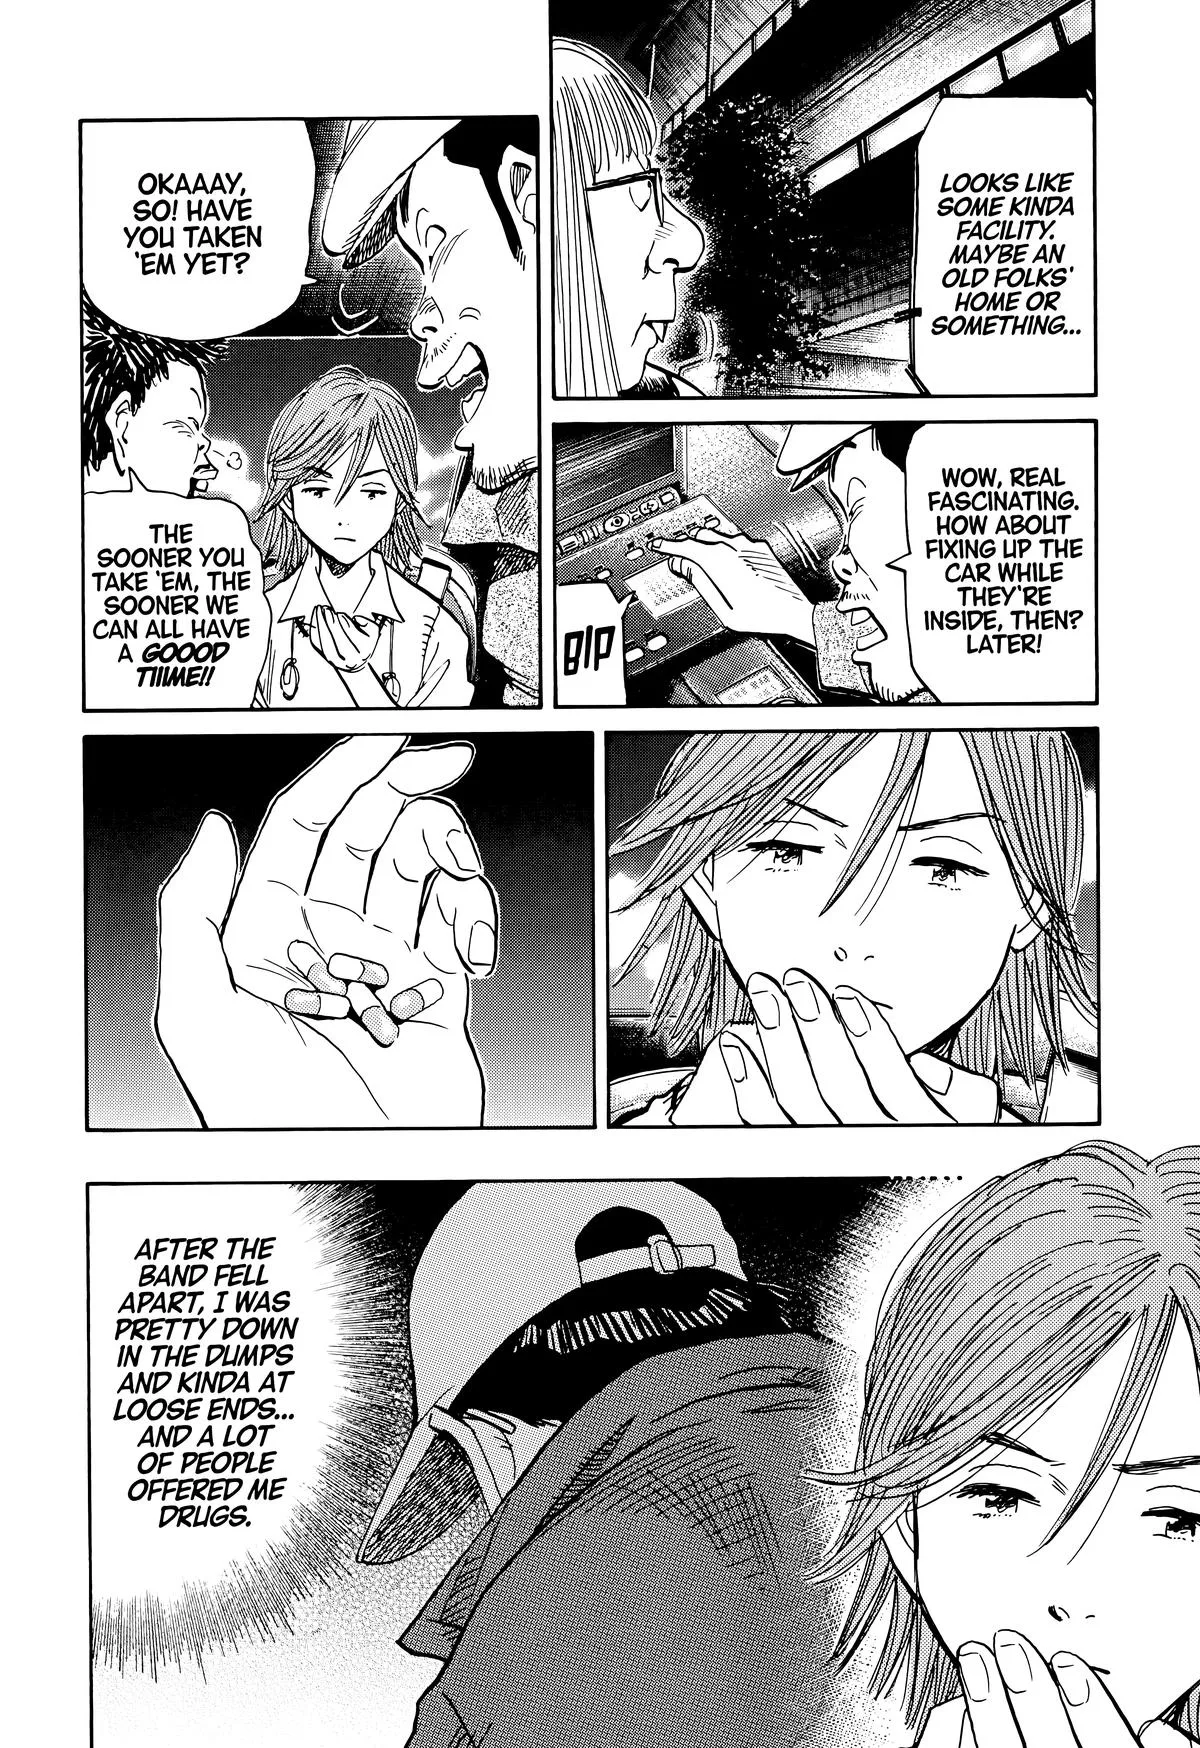 LOOKS LIKE
SOME KINDA
FACILITY.
MAYBE AN
OLD FOLKS'
HOME OR
SOMETHING...
WOW, REAL
FASCINATING.
HOW ABOUT
FIXING UP THE
CAR WHILE
THEY'RE
INSIDE, THEN?
LATER!
BIP
OKAAAY,
SO! HAVE
YOU TAKEN
'EM YET?
THE
SOONER YOU
TAKE 'EM, THE
SOONER WE
CAN ALL HAVE
A GOOOD
TIIIME!!
AFTER THE
BAND FELL
APART, I WAS
PRETTY DOWN
IN THE DUMPS
AND KINDA AT
LOOSE ENDS...
AND A LOT
OF PEOPLE
OFFERED ME
DRUGS.